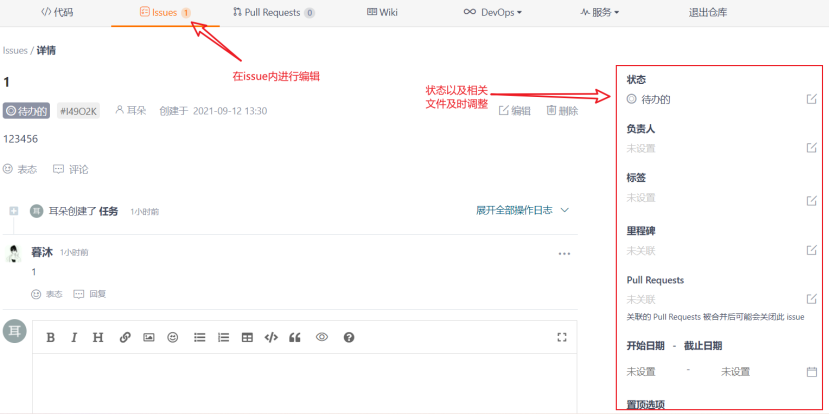 代码
Issues 1
Pull Requests 0
Wiki
DevOps
服务
退出仓库
Issues / 详情
在issue内进行编辑
1
待办的 #I49O2K 耳朵 创建于 2021-09-12 13:30
编辑 删除
123456
表态 评论
耳朵创建了 任务 1小时前
展开全部操作日志
暮沐 1小时前
1
表态 回复
耳
B I H
状态以及相关
文件及时调整
状态
待办的
负责人
未设置
标签
未设置
里程碑
未关联
Pull Requests
未关联
关联的 Pull Requests 被合并后可能会关闭此 issue
开始日期 - 截止日期
未设置 - 未设置
置顶选项